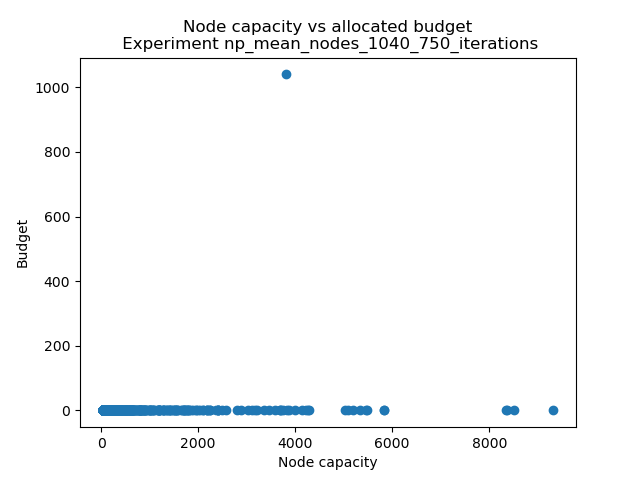 Node capacity vs allocated budget
Experiment np_mean_nodes_1040_750_iterations
1000
800
600
400
200
0
Budget
0 2000 4000 6000 8000
Node capacity